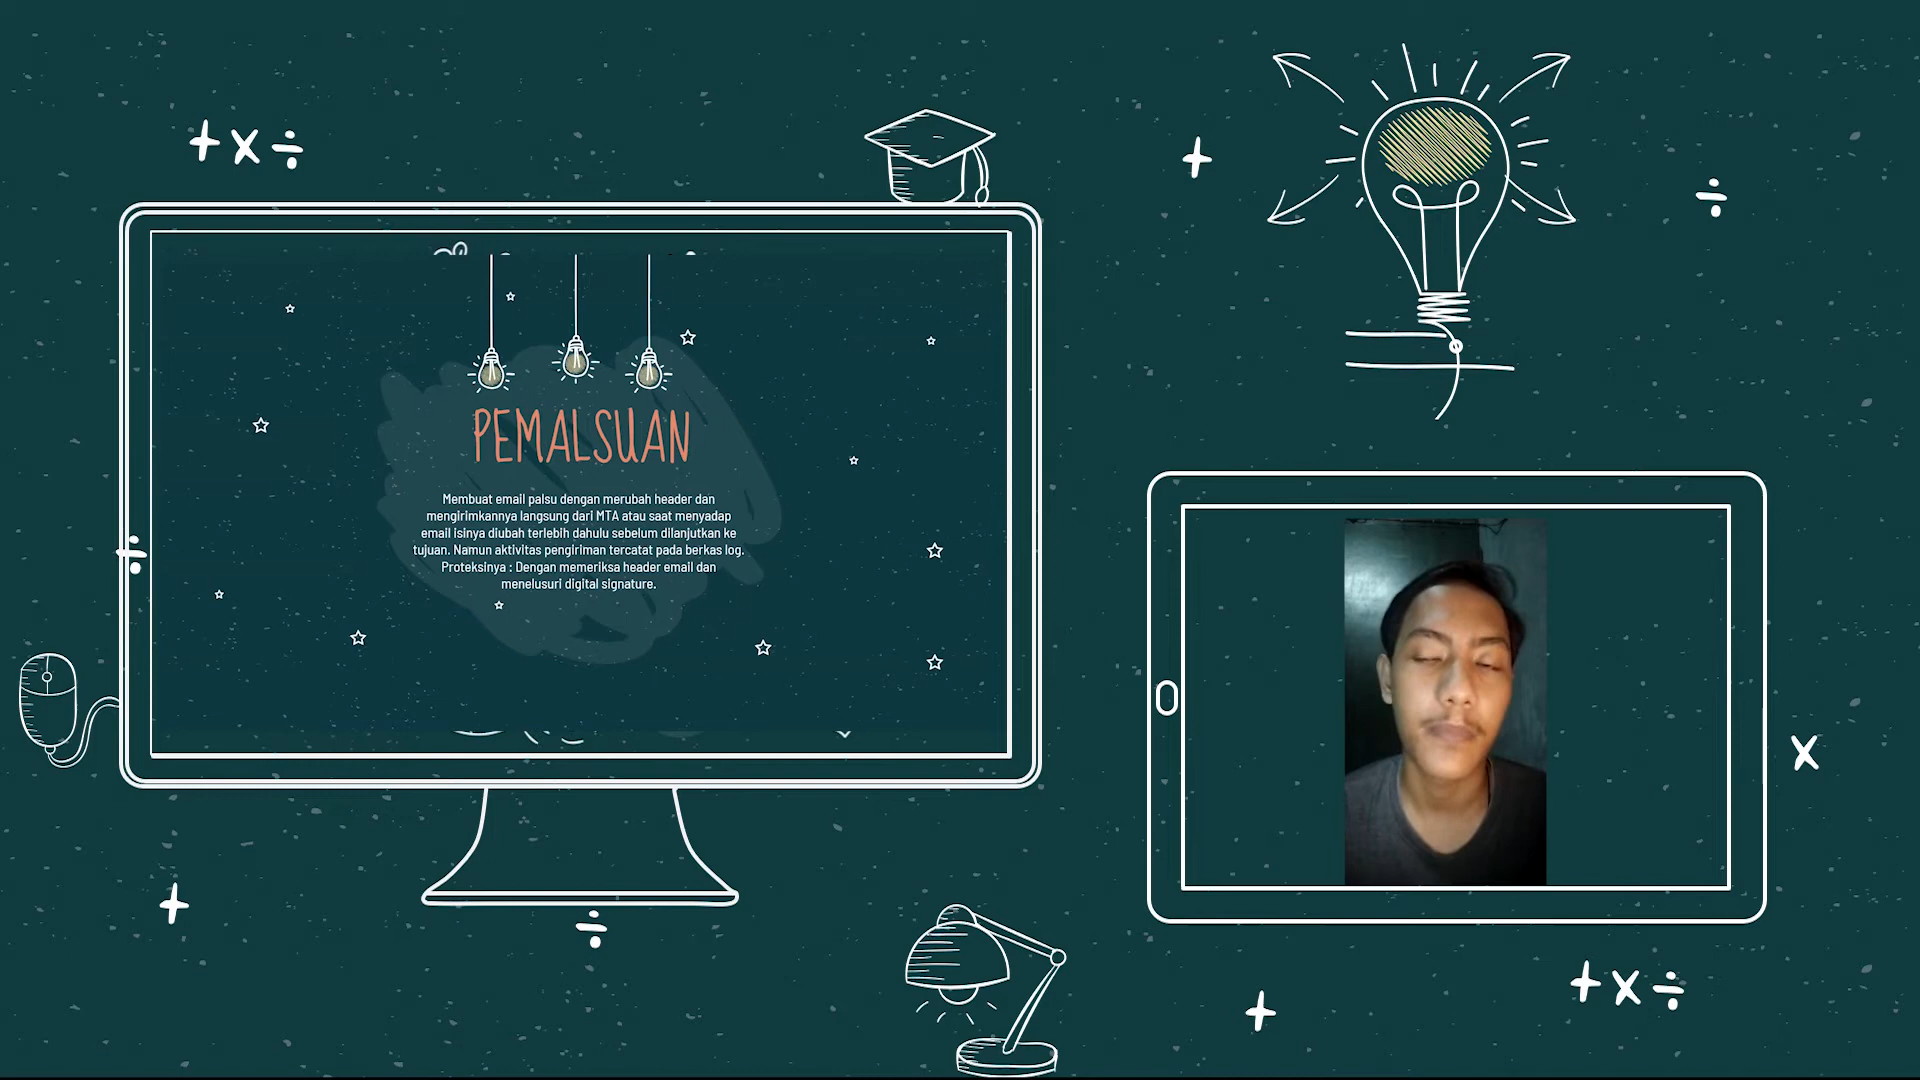 + x ÷
+
÷
PEMALSUAN
Membuat email palsu dengan merubah header dan
mengirimkannya langsung dari MTA atau saat menyadap
email isinya diubah terlebih dahulu sebelum dilanjutkan ke
tujuan. Namun aktivitas pengiriman tercatat pada berkas log.
Proteksinya : Dengan memeriksa header email dan
menelusuri digital signature.
÷
x
+
÷
+ x ÷
+